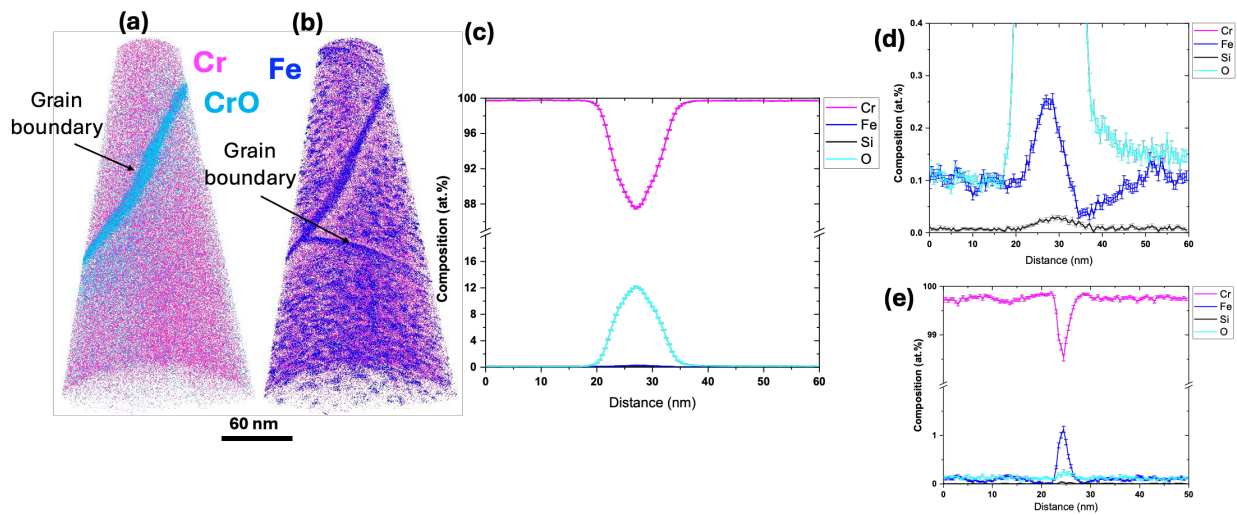 (a)
Cr
CrO
Grain
boundary
60 nm
(b)
Fe
Grain
boundary
(c)
Composition (at.%)
100
96
92
88
16
12
8
4
0
0 10 20 30 40 50 60
Distance (nm)
Cr
Fe
Si
O
(d)
Composition (at.%)
0.4
0.3
0.2
0.1
0.0
0 10 20 30 40 50 60
Distance (nm)
Cr
Fe
Si
O
(e)
Composition (at.%)
100
99
1
0
0 10 20 30 40 50
Distance (nm)
Cr
Fe
Si
O